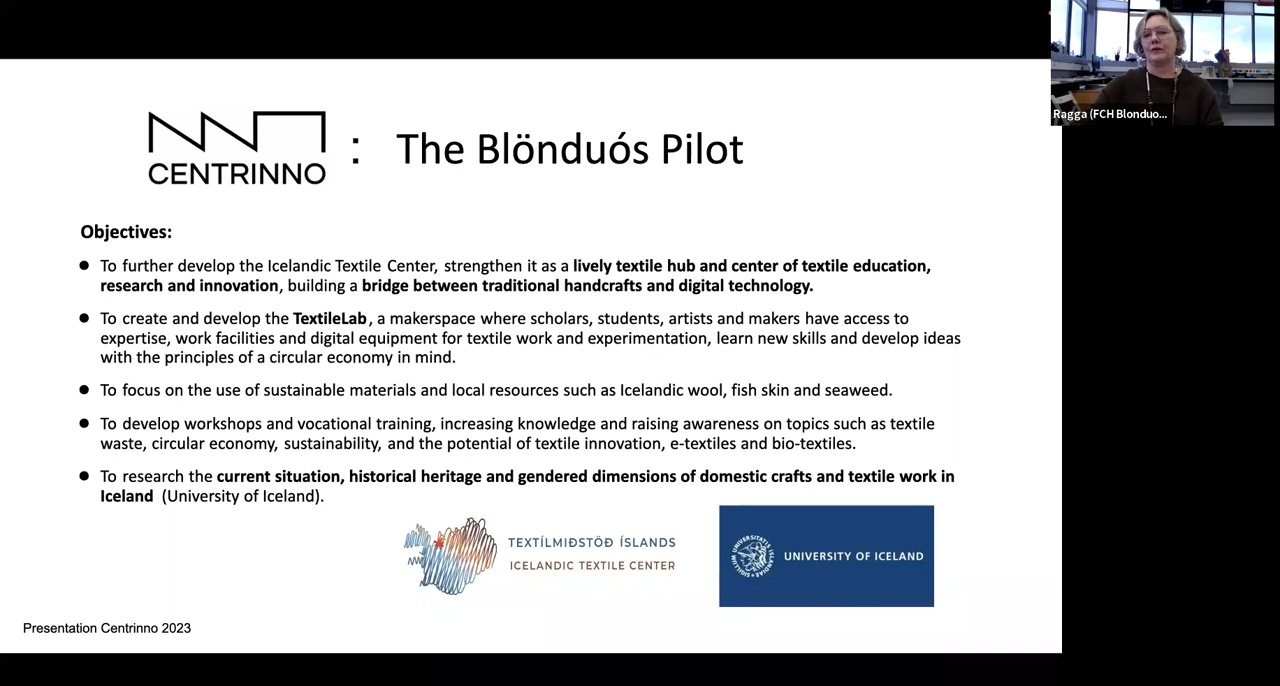 CENTRINNO
: The Blönduós Pilot
Objectives:
● To further develop the Icelandic Textile Center, strengthen it as a lively textile hub and center of textile education,
research and innovation, building a bridge between traditional handcrafts and digital technology.
● To create and develop the TextileLab, a makerspace where scholars, students, artists and makers have access to
expertise, work facilities and digital equipment for textile work and experimentation, learn new skills and develop ideas
with the principles of a circular economy in mind.
● To focus on the use of sustainable materials and local resources such as Icelandic wool, fish skin and seaweed.
● To develop workshops and vocational training, increasing knowledge and raising awareness on topics such as textile
waste, circular economy, sustainability, and the potential of textile innovation, e-textiles and bio-textiles.
● To research the current situation, historical heritage and gendered dimensions of domestic crafts and textile work in
Iceland (University of Iceland).
TEXTÍLMIÐSTÖÐ ÍSLANDS
ICELANDIC TEXTILE CENTER
SIGILLUM UNIVERSITATIS ISLANDIAE
UNIVERSITY OF ICELAND
Presentation Centrinno 2023
Ragga (FCH Blonduo...